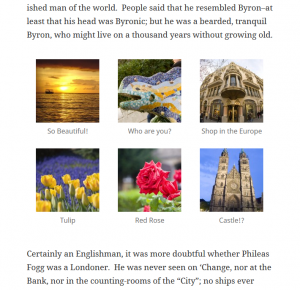 ished man of the world.  People said that he resembled Byron–at
least that his head was Byronic; but he was a bearded, tranquil
Byron, who might live on a thousand years without growing old.
So Beautiful!
Who are you?
Shop in the Europe
Tulip
Red Rose
Castle!?
Certainly an Englishman, it was more doubtful whether Phileas
Fogg was a Londoner.  He was never seen on ‘Change, nor at the
Bank, nor in the counting-rooms of the “City”; no ships ever